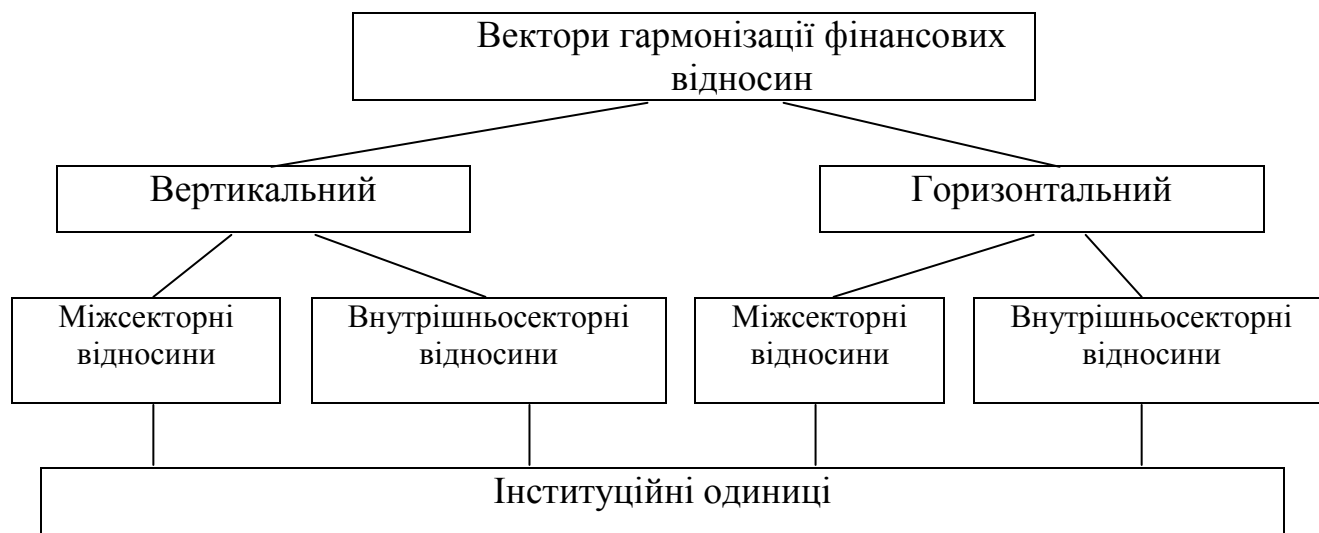 Вектори гармонізації фінансових
відносин
Вертикальний
Горизонтальний
Міжсекторні
відносини
Внутрішньосекторні
відносини
Міжсекторні
відносини
Внутрішньосекторні
відносини
Інституційні одиниці